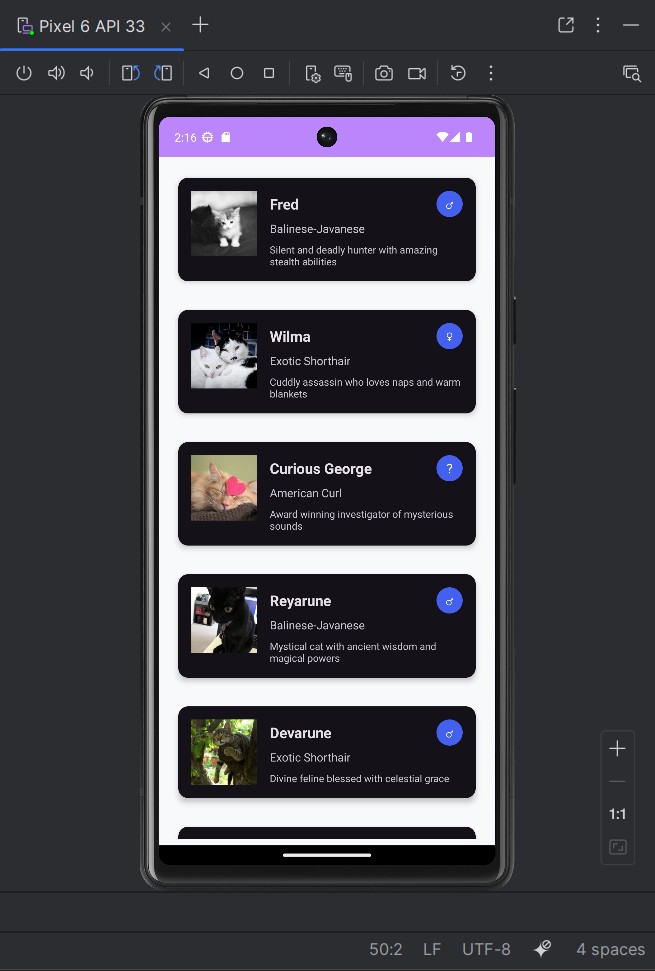 Pixel 6 API 33
2:16
Fred
♂
Balinese-Javanese
Silent and deadly hunter with amazing
stealth abilities
Wilma
♀
Exotic Shorthair
Cuddly assassin who loves naps and warm
blankets
Curious George
?
American Curl
Award winning investigator of mysterious
sounds
Reyarune
♂
Balinese-Javanese
Mystical cat with ancient wisdom and
magical powers
Devarune
♂
Exotic Shorthair
Divine feline blessed with celestial grace
1:1
50:2 LF UTF-8 4 spaces